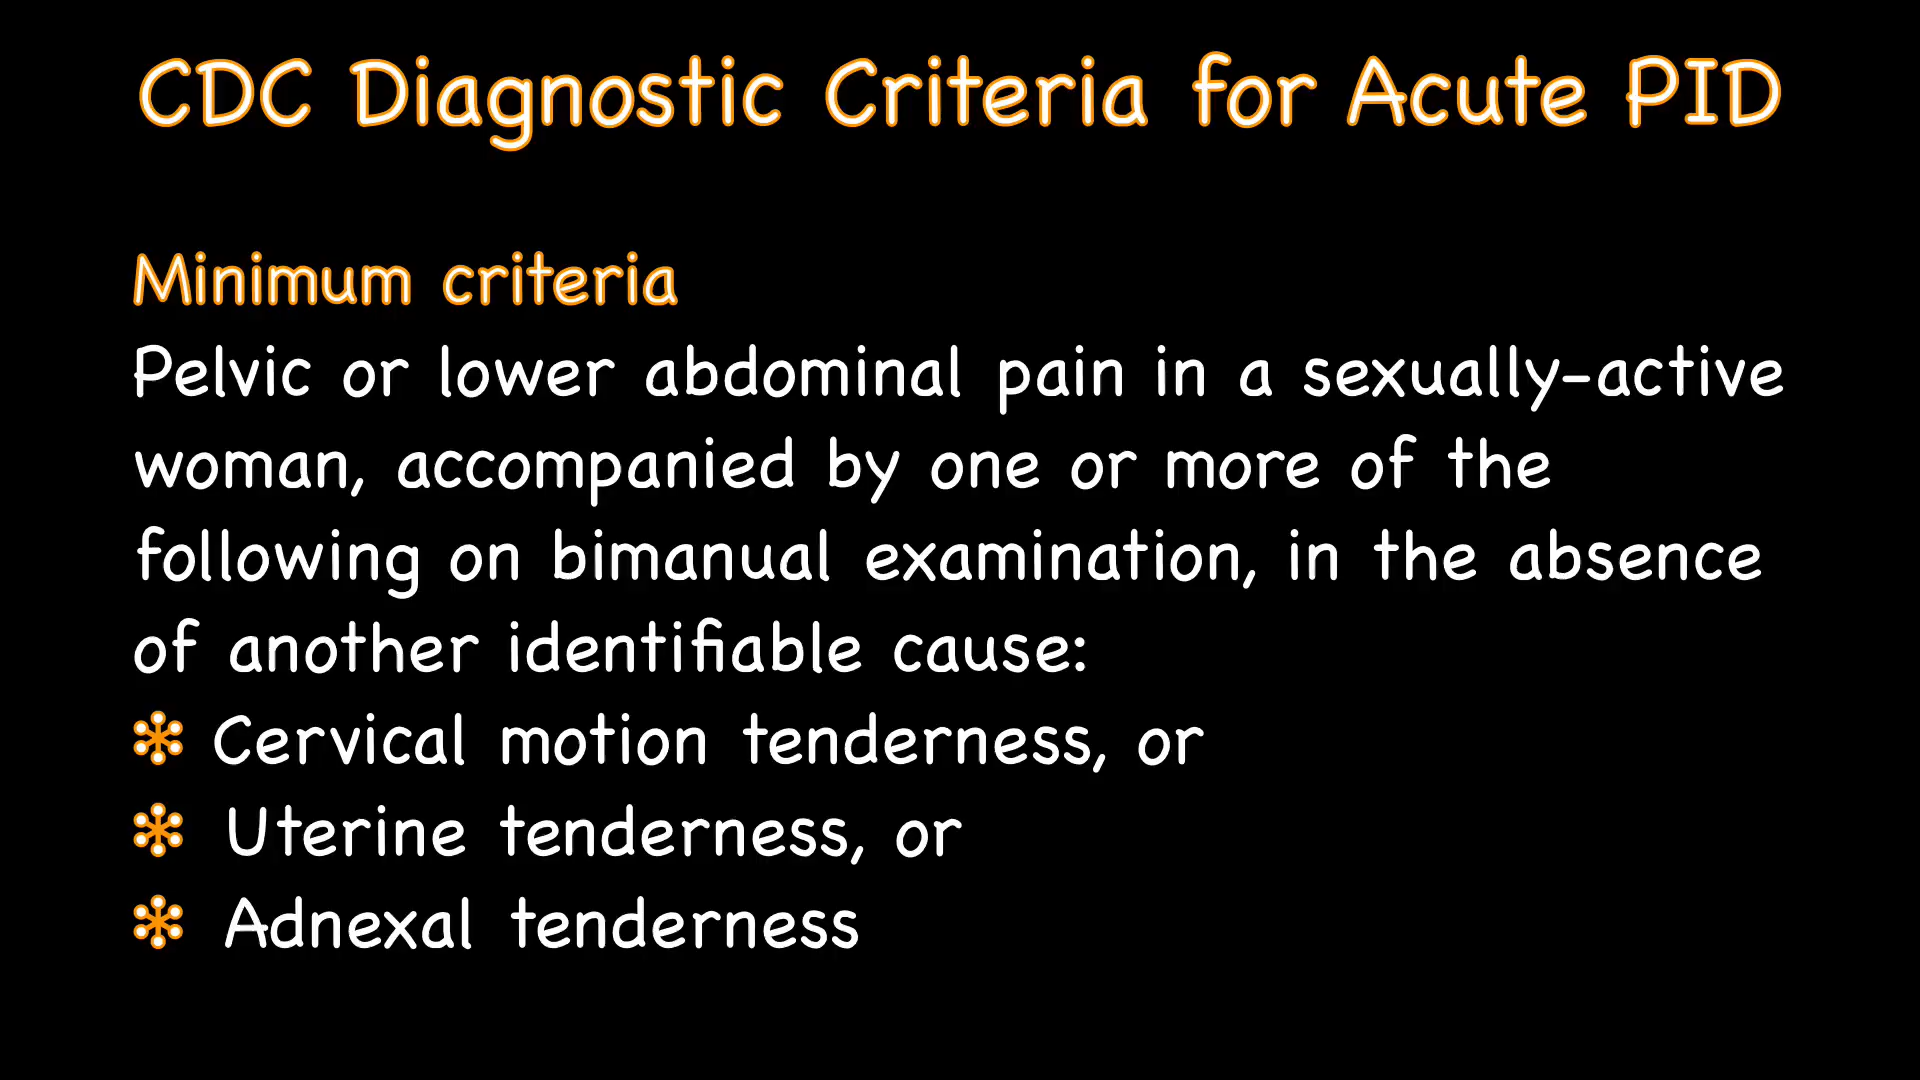 CDC Diagnostic Criteria for Acute PID
Minimum criteria
Pelvic or lower abdominal pain in a sexually-active
woman, accompanied by one or more of the
following on bimanual examination, in the absence
of another identifiable cause:
Cervical motion tenderness, or
Uterine tenderness, or
Adnexal tenderness